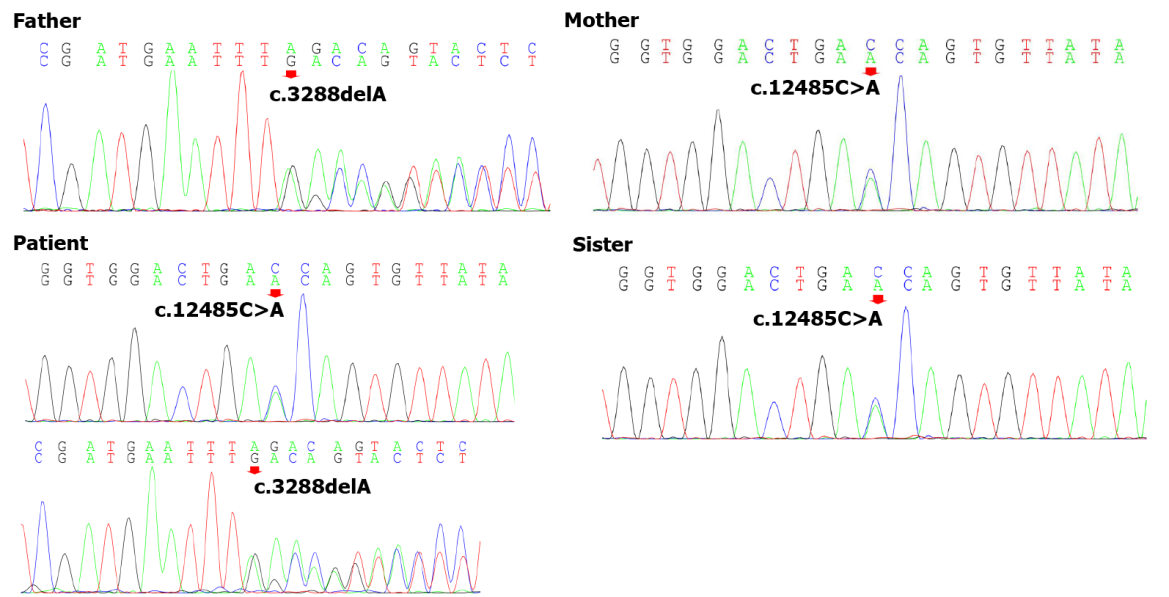 Father
C G A T G A A T T T A G A C A G T A C T C
C G A T G A A T T T G A C A G T A C T C T
c.3288delA
Mother
G G T G G A C T G A C C A G T G T T A T A
G G T G G A C T G A A C A G T G T T A T A
c.12485C>A
Patient
G G T G G A C T G A C C A G T G T T A T A
G G T G G A C T G A A C A G T G T T A T A
c.12485C>A
C G A T G A A T T T A G A C A G T A C T C
C G A T G A A T T T G A C A G T A C T C T
c.3288delA
Sister
G G T G G A C T G A C C A G T G T T A T A
G G T G G A C T G A A C A G T G T T A T A
c.12485C>A